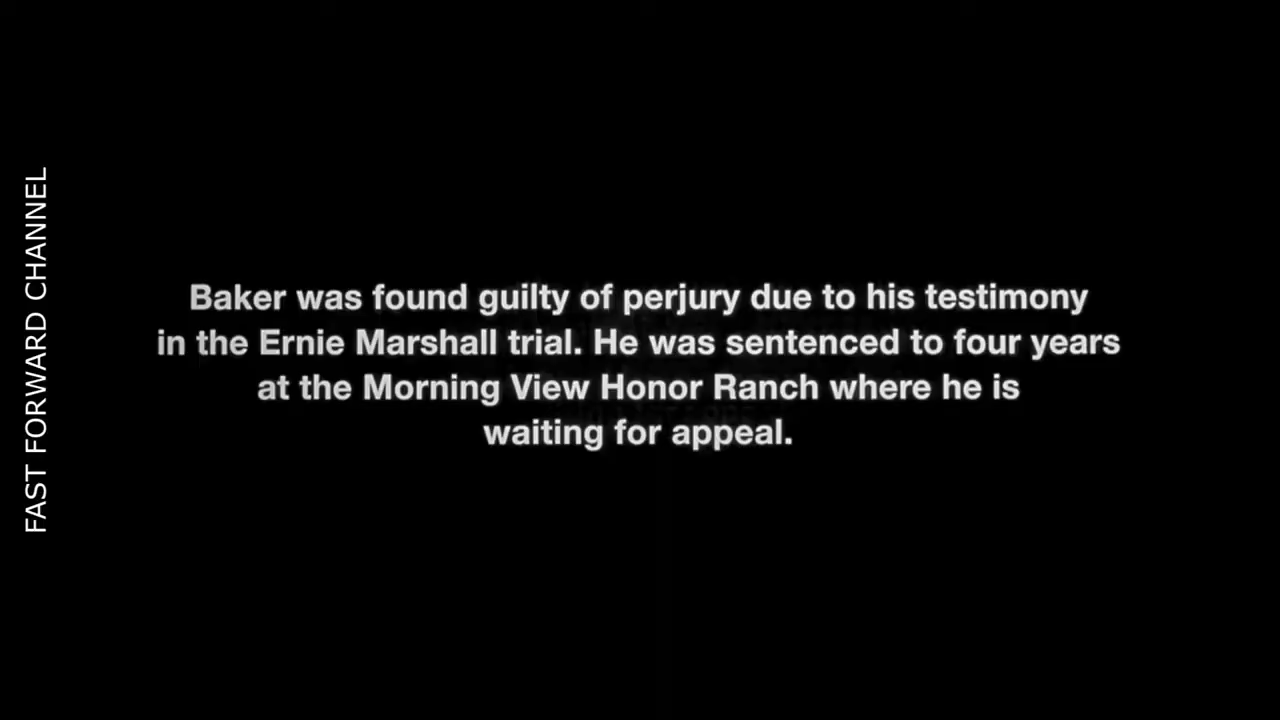 FAST FORWARD CHANNEL
Baker was found guilty of perjury due to his testimony
in the Ernie Marshall trial. He was sentenced to four years
at the Morning View Honor Ranch where he is
waiting for appeal.